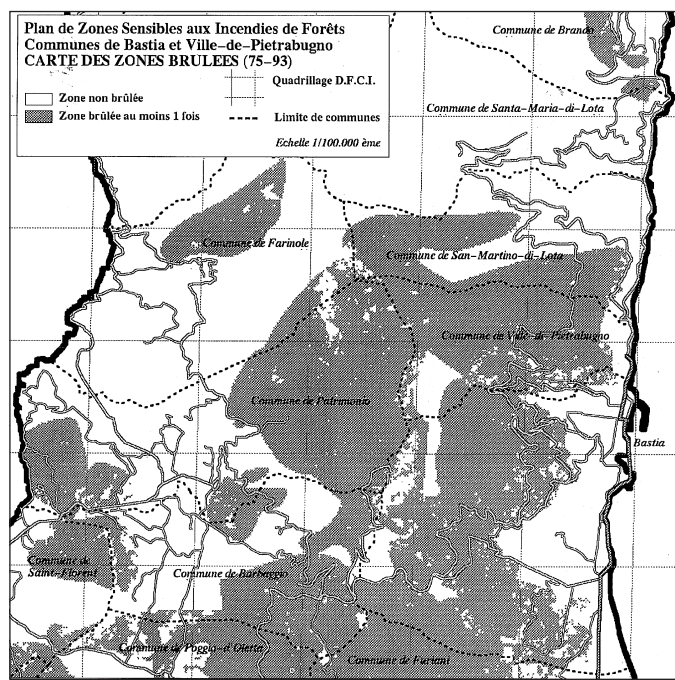 Plan de Zones Sensibles aux Incendies de Forêts
Communes de Bastia et Ville-de-Pietrabugno
CARTE DES ZONES BRULEES (75-93)
Quadrillage D.F.C.I.
Zone non brûlée
Zone brûlée au moins 1 fois
Limite de communes
Echelle 1/100.000 ème
Commune de Brando
Commune de Santa-Maria-di-Lota
Commune de Farinole
Commune de San-Martino-di-Lota
Commune de Ville-de-Pietrabugno
Commune de Patrimonio
Bastia
Commune de
Saint-Florent
Commune de Barbaggio
Commune de Poggio-d'Oletta
Commune de Furiani